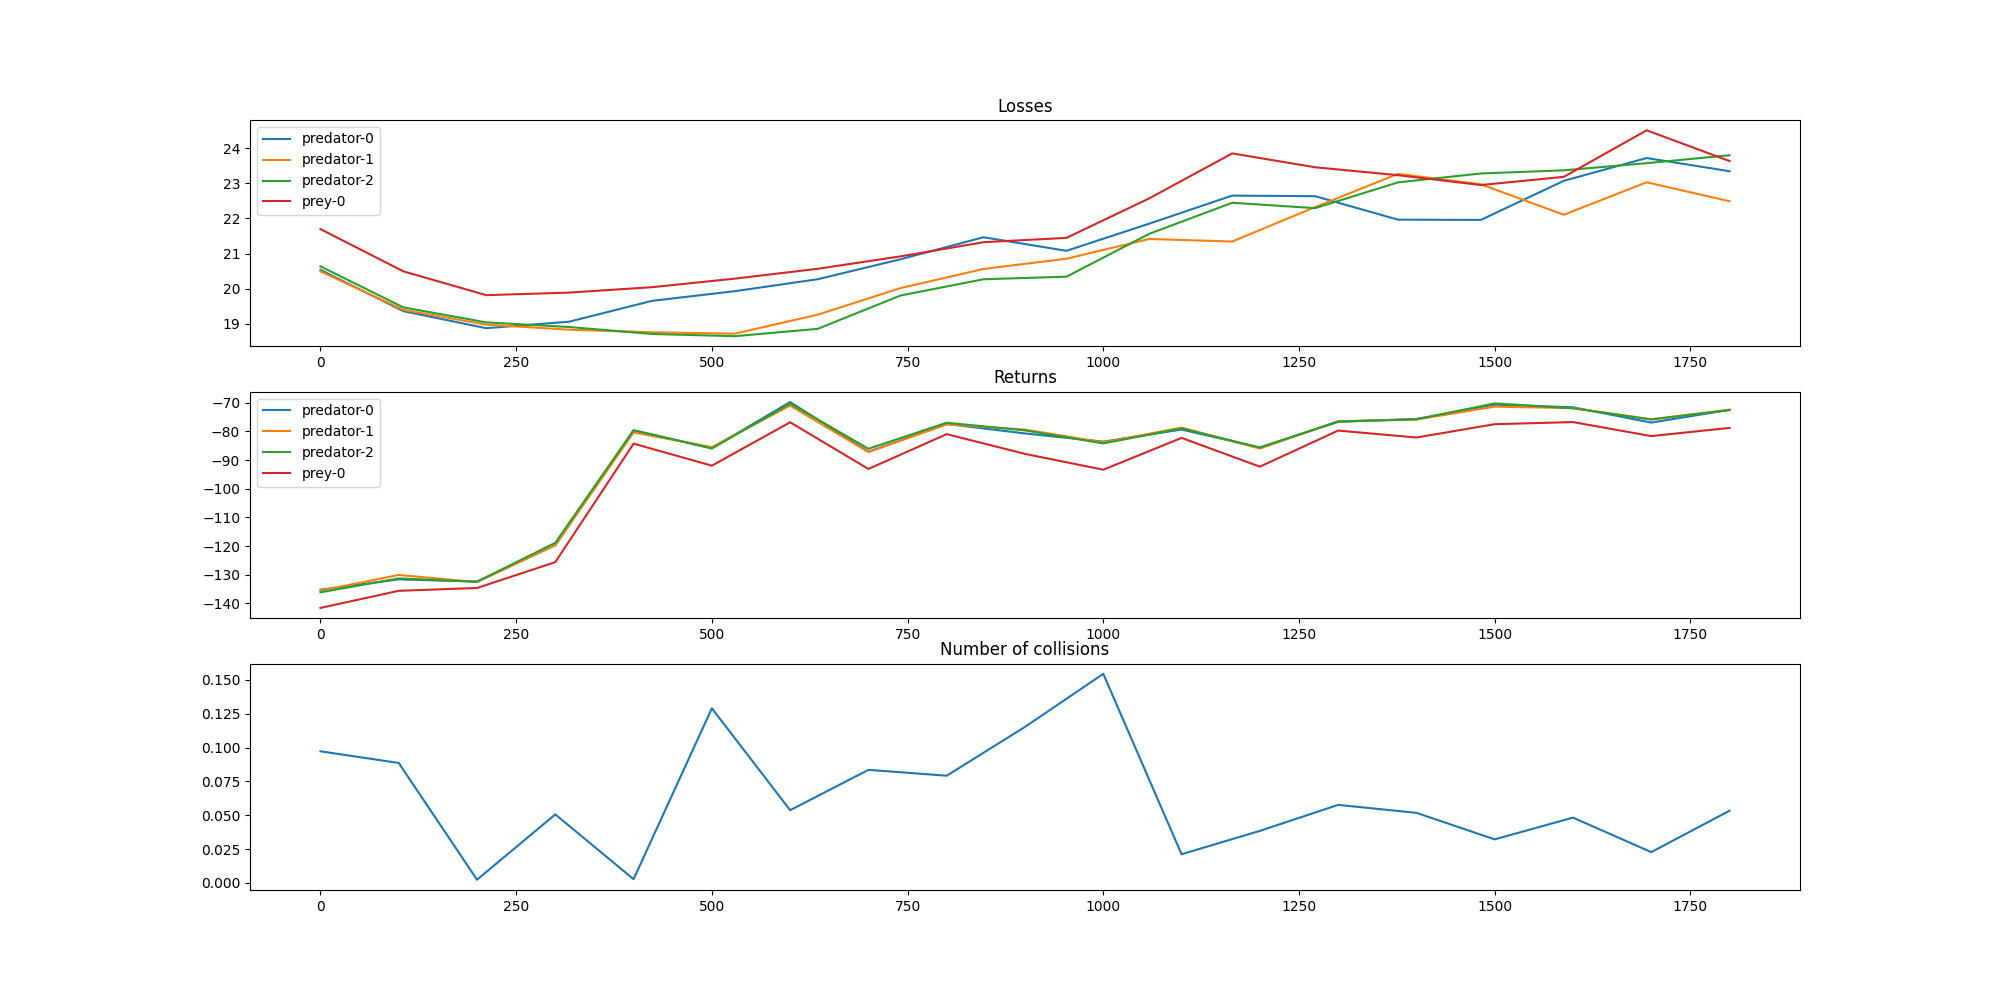 Losses
24
23
22
21
20
19
predator-0
predator-1
predator-2
prey-0
0 250 500 750 1000 1250 1500 1750
Returns
−70
−80
−90
−100
−110
−120
−130
−140
predator-0
predator-1
predator-2
prey-0
0 250 500 750 1000 1250 1500 1750
Number of collisions
0.150
0.125
0.100
0.075
0.050
0.025
0.000
0 250 500 750 1000 1250 1500 1750